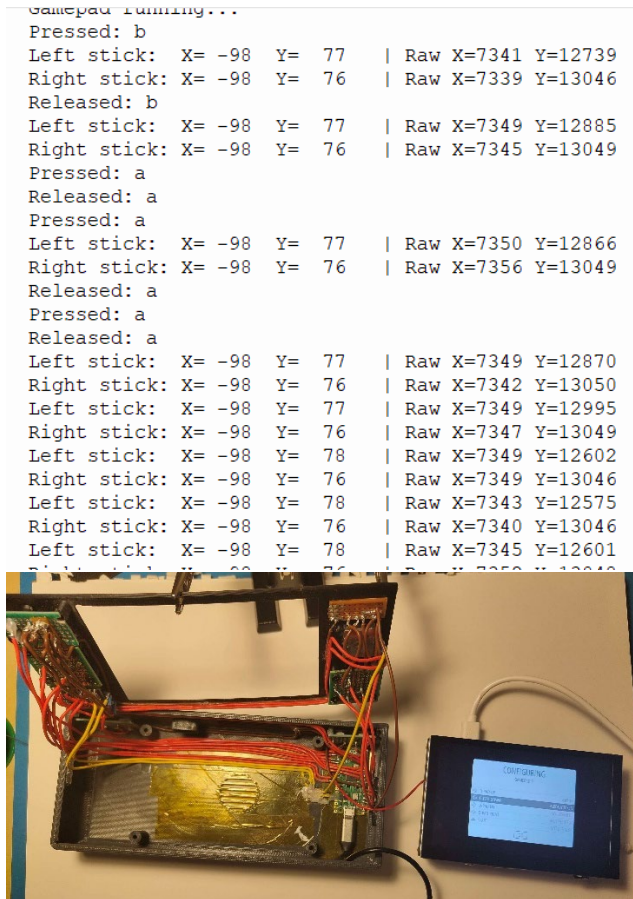 Gamepad running...
Pressed: b
Left stick:  X= -98  Y=  77   | Raw X=7341 Y=12739
Right stick: X= -98  Y=  76   | Raw X=7339 Y=13046
Released: b
Left stick:  X= -98  Y=  77   | Raw X=7349 Y=12885
Right stick: X= -98  Y=  76   | Raw X=7345 Y=13049
Pressed: a
Released: a
Pressed: a
Left stick:  X= -98  Y=  77   | Raw X=7350 Y=12866
Right stick: X= -98  Y=  76   | Raw X=7356 Y=13049
Released: a
Pressed: a
Released: a
Left stick:  X= -98  Y=  77   | Raw X=7349 Y=12870
Right stick: X= -98  Y=  76   | Raw X=7342 Y=13050
Left stick:  X= -98  Y=  77   | Raw X=7349 Y=12995
Right stick: X= -98  Y=  76   | Raw X=7347 Y=13049
Left stick:  X= -98  Y=  78   | Raw X=7349 Y=12602
Right stick: X= -98  Y=  76   | Raw X=7349 Y=13046
Left stick:  X= -98  Y=  78   | Raw X=7343 Y=12575
Right stick: X= -98  Y=  76   | Raw X=7340 Y=13046
Left stick:  X= -98  Y=  78   | Raw X=7345 Y=12601
CONFIGURING